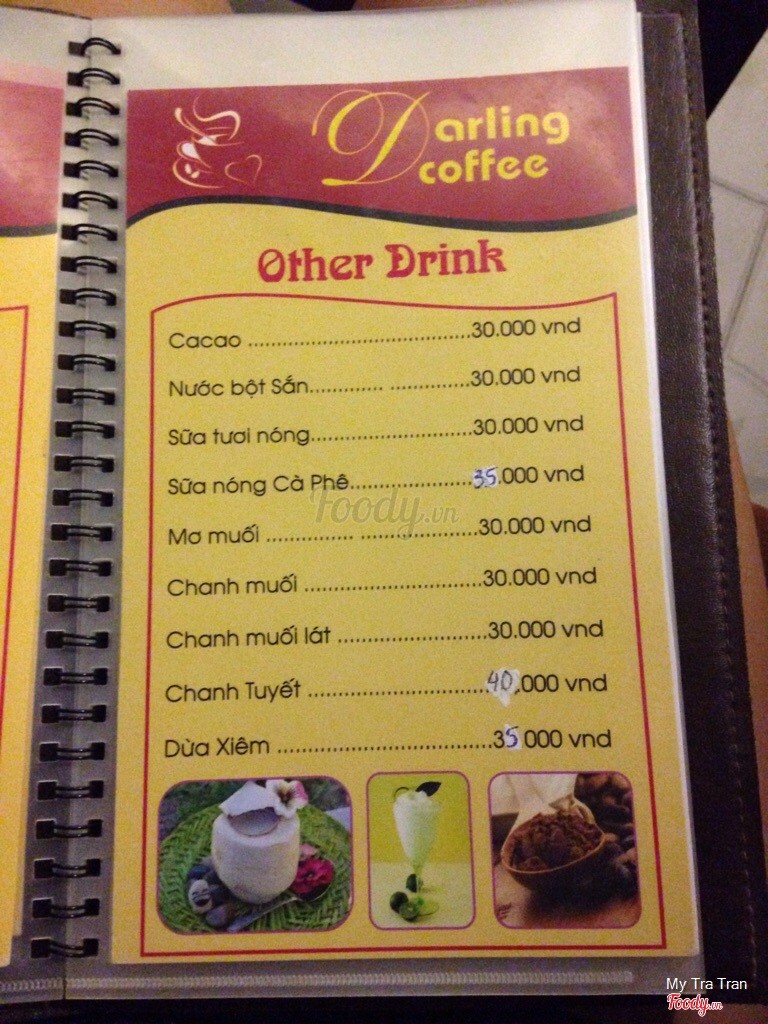 Darling
coffee
Other Drink
Cacao ......................................30.000 vnd
Nước bột Sắn............. ..............30.000 vnd
Sữa tươi nóng............................30.000 vnd
Sữa nóng Cà Phê.....................35.000 vnd
Foody.vn
Mơ muối ............... ....................30.000 vnd
Chanh muối ...............................30.000 vnd
Chanh muối lát ..........................30.000 vnd
Chanh Tuyết ...............................40.000 vnd
Dừa Xiêm .....................................35 000 vnd
My Tra Tran
Foody.vn